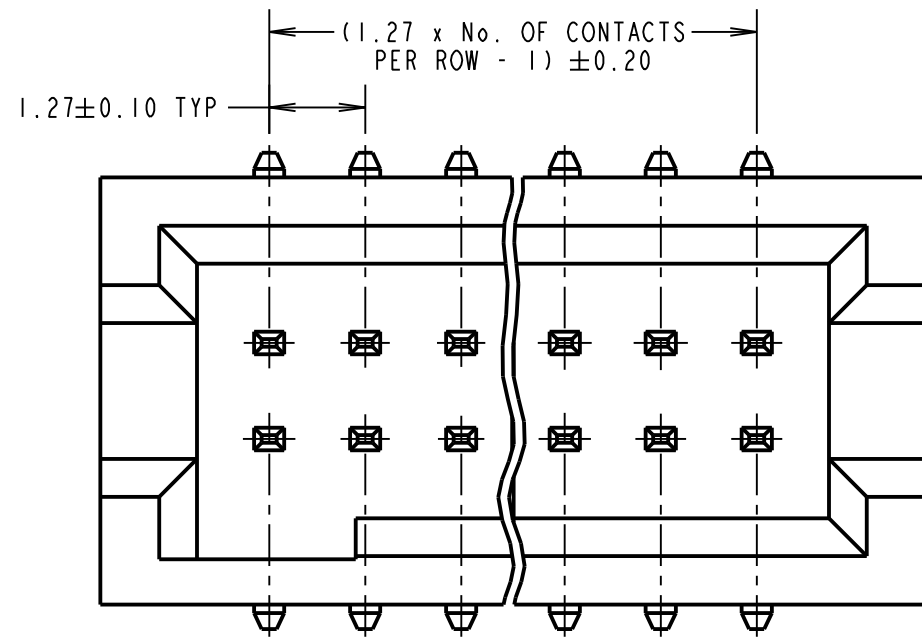 (1.27 x No. OF CONTACTS
PER ROW - 1) ±0.20
1.27±0.10 TYP